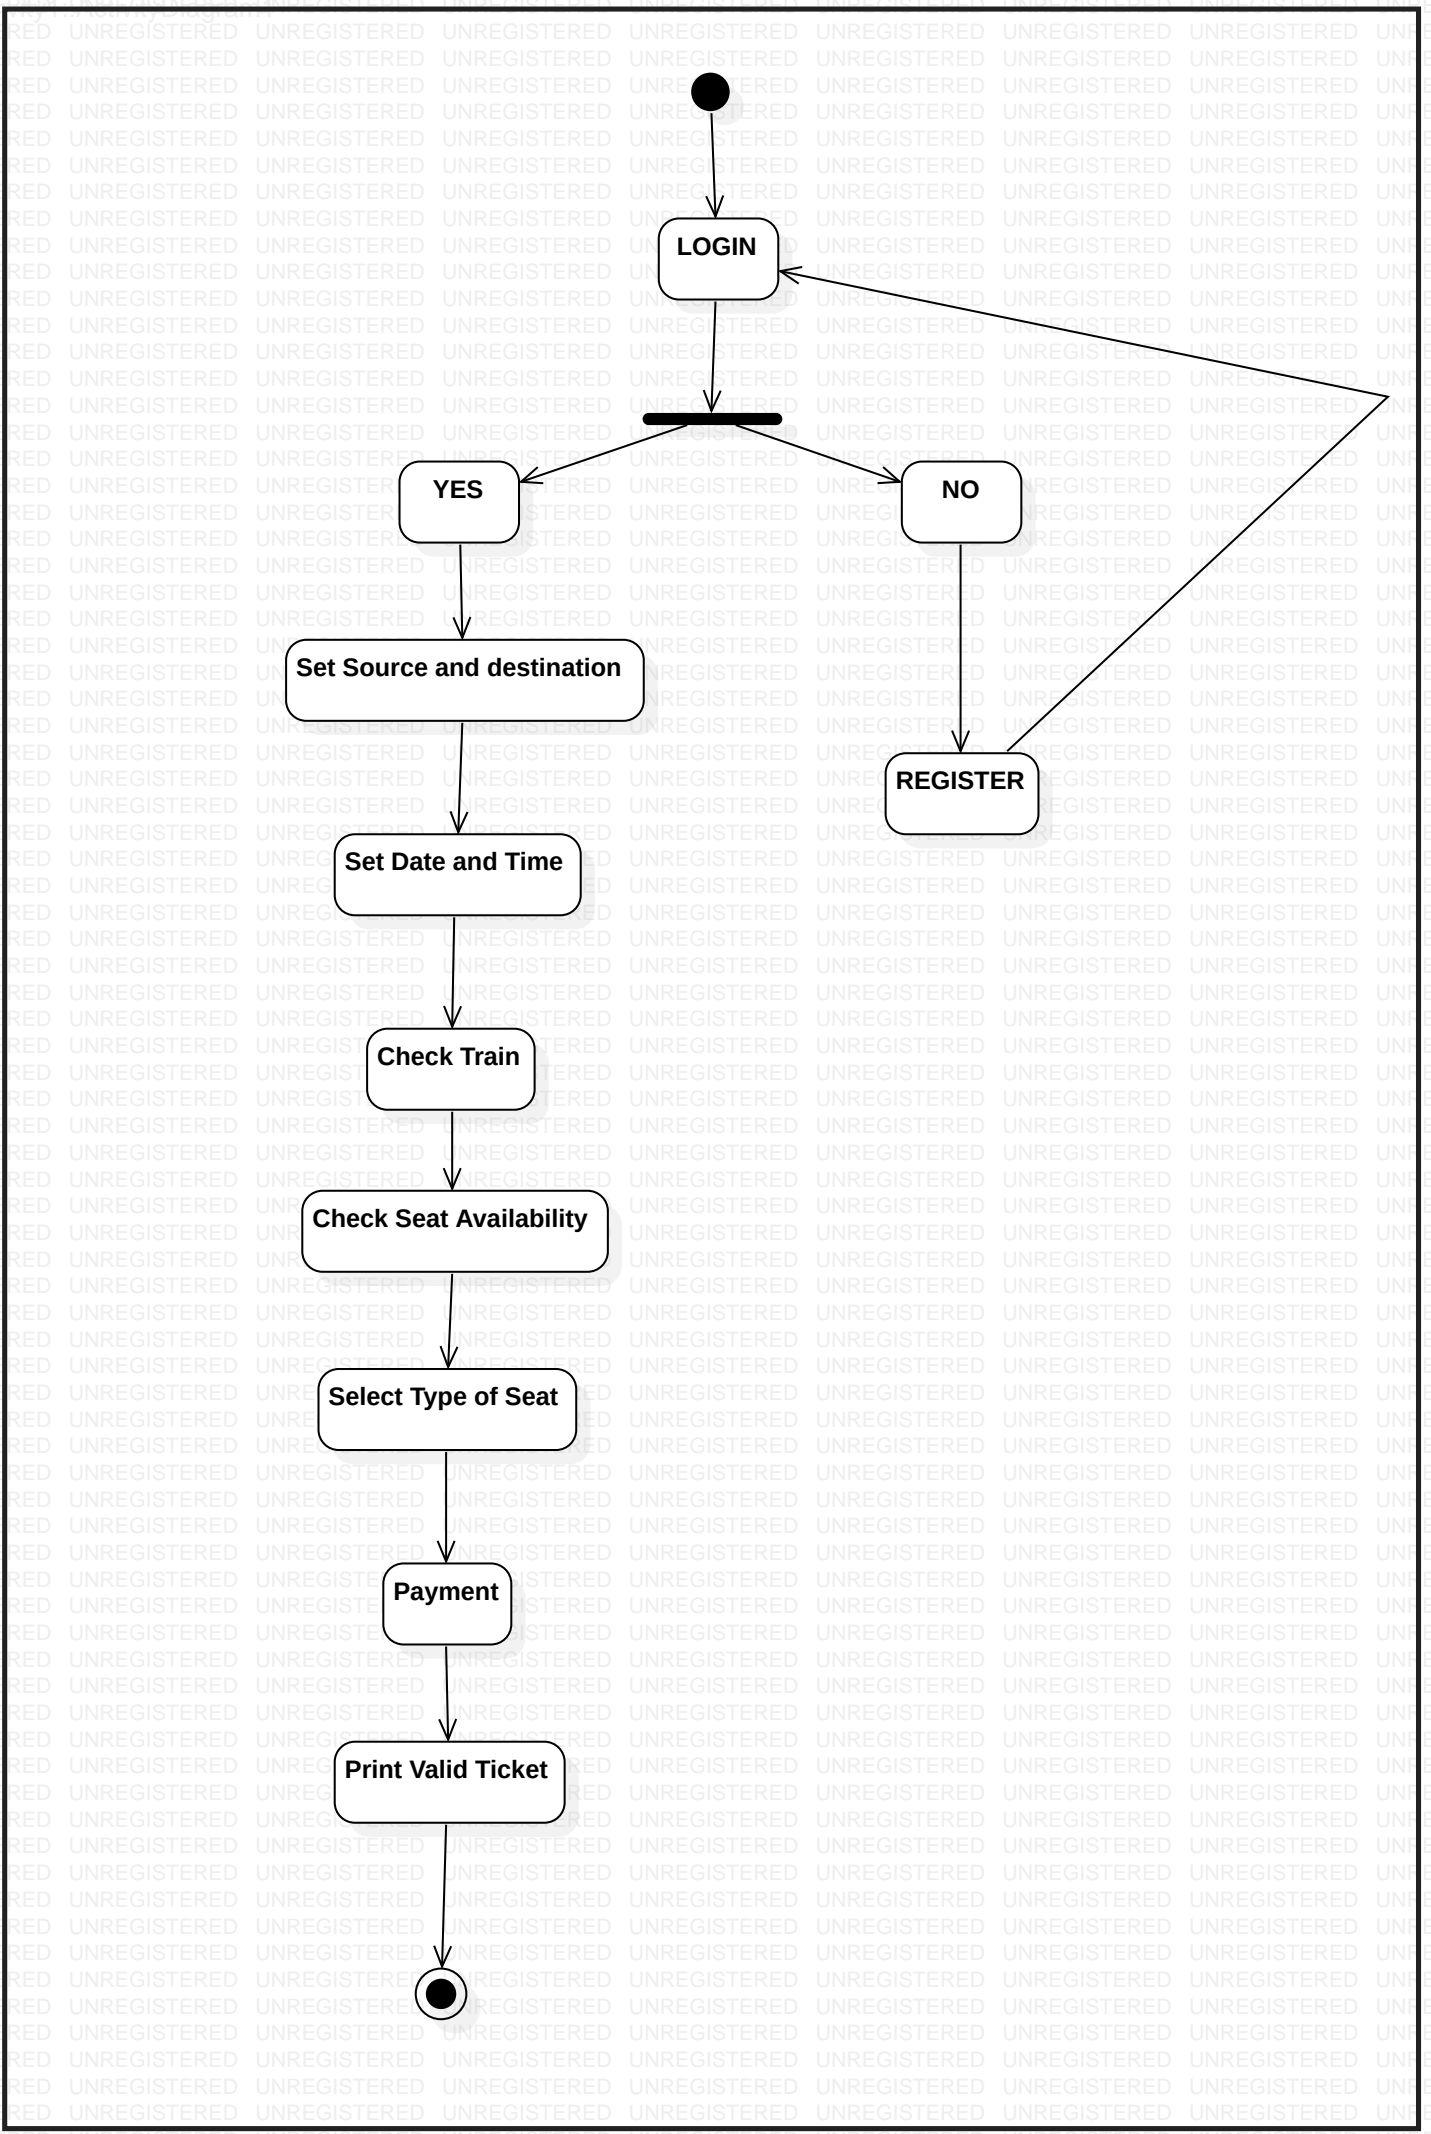 LOGIN
YES
NO
Set Source and destination
REGISTER
Set Date and Time
Check Train
Check Seat Availability
Select Type of Seat
Payment
Print Valid Ticket
UNREGISTERED